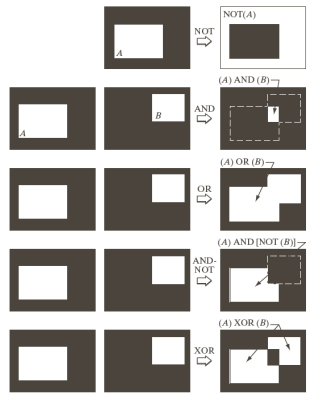 NOT
NOT(A)
A
(A) AND (B)
A
B
AND
(A) OR (B)
OR
(A) AND [NOT (B)]
AND-
NOT
(A) XOR (B)
XOR